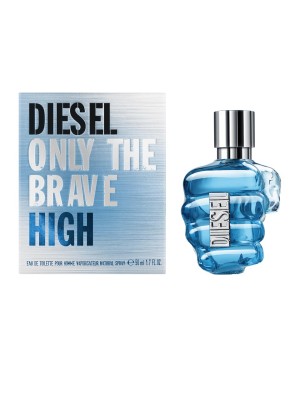 DIESEL
ONLY THE
BRAVE
HIGH
EAU DE TOILETTE POUR HOMME VAPORISATEUR NATURAL SPRAY e 50 ml 1.7 FL.OZ.
DIESEL